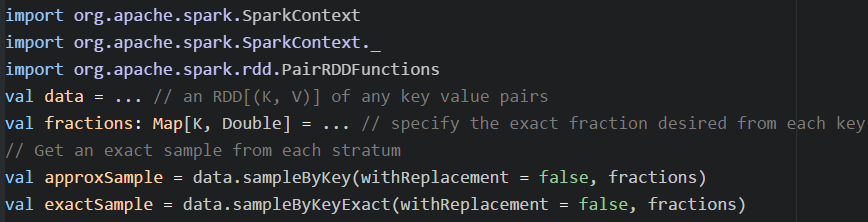 import org.apache.spark.SparkContext
import org.apache.spark.SparkContext._
import org.apache.spark.rdd.PairRDDFunctions
val data = ... // an RDD[(K, V)] of any key value pairs
val fractions: Map[K, Double] = ... // specify the exact fraction desired from each key
// Get an exact sample from each stratum
val approxSample = data.sampleByKey(withReplacement = false, fractions)
val exactSample = data.sampleByKeyExact(withReplacement = false, fractions)